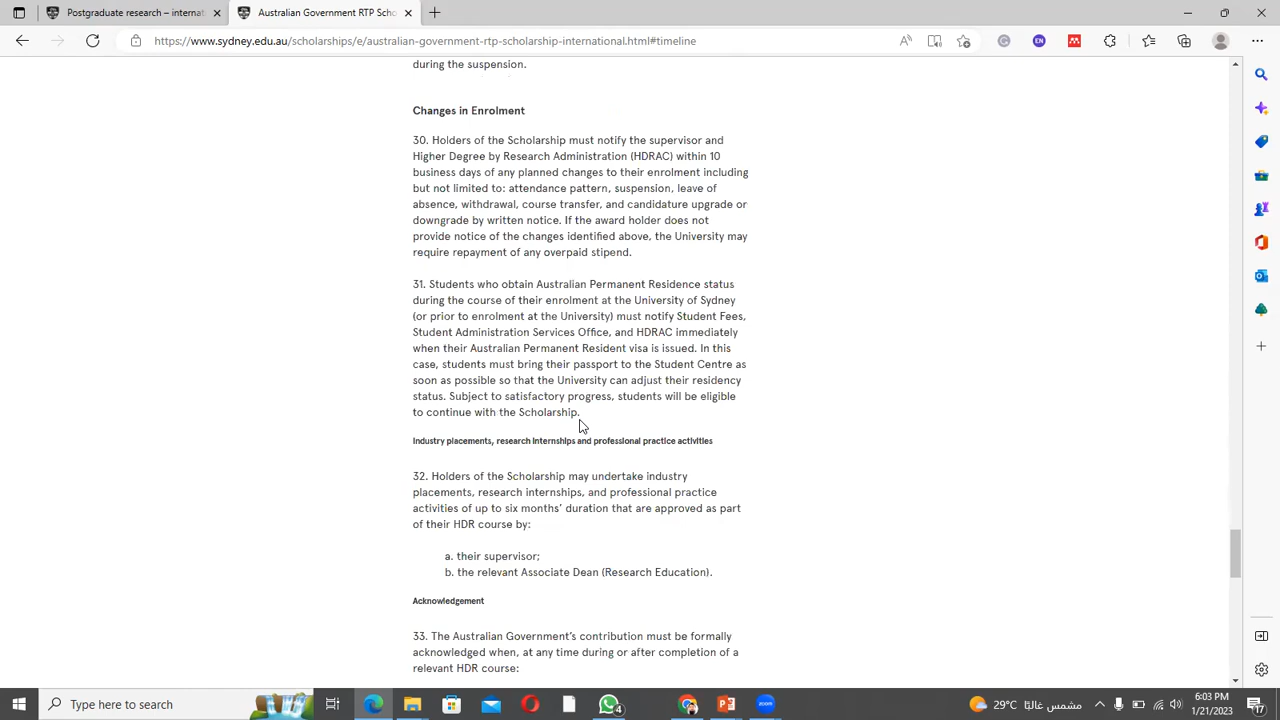 Postgraduate research – internati
Australian Government RTP Scho
https://www.sydney.edu.au/scholarships/e/australian-government-rtp-scholarship-international.html#timeline
EN
during the suspension.
Changes in Enrolment
30. Holders of the Scholarship must notify the supervisor and
Higher Degree by Research Administration (HDRAC) within 10
business days of any planned changes to their enrolment including
but not limited to: attendance pattern, suspension, leave of
absence, withdrawal, course transfer, and candidature upgrade or
downgrade by written notice. If the award holder does not
provide notice of the changes identified above, the University may
require repayment of any overpaid stipend.
31. Students who obtain Australian Permanent Residence status
during the course of their enrolment at the University of Sydney
(or prior to enrolment at the University) must notify Student Fees,
Student Administration Services Office, and HDRAC immediately
when their Australian Permanent Resident visa is issued. In this
case, students must bring their passport to the Student Centre as
soon as possible so that the University can adjust their residency
status. Subject to satisfactory progress, students will be eligible
to continue with the Scholarship.
Industry placements, research internships and professional practice activities
32. Holders of the Scholarship may undertake industry
placements, research internships, and professional practice
activities of up to six months' duration that are approved as part
of their HDR course by:
a. their supervisor;
b. the relevant Associate Dean (Research Education).
Acknowledgement
33. The Australian Government's contribution must be formally
acknowledged when, at any time during or after completion of a
relevant HDR course:
Type here to search
4
zoom
29°C مشمس غالبًا
6:03 PM
1/21/2023
17